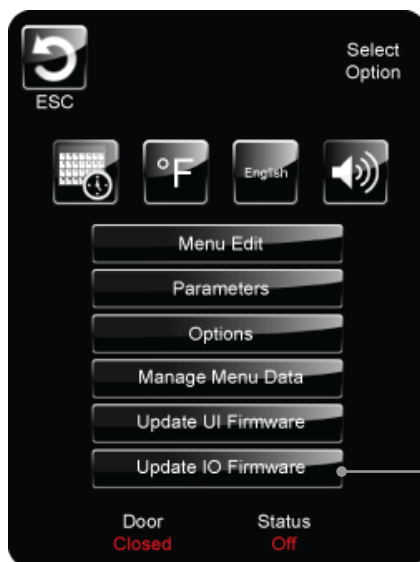 Select
Option
ESC
°F
English
Menu Edit
Parameters
Options
Manage Menu Data
Update UI Firmware
Update IO Firmware
Door
Status
Closed
Off